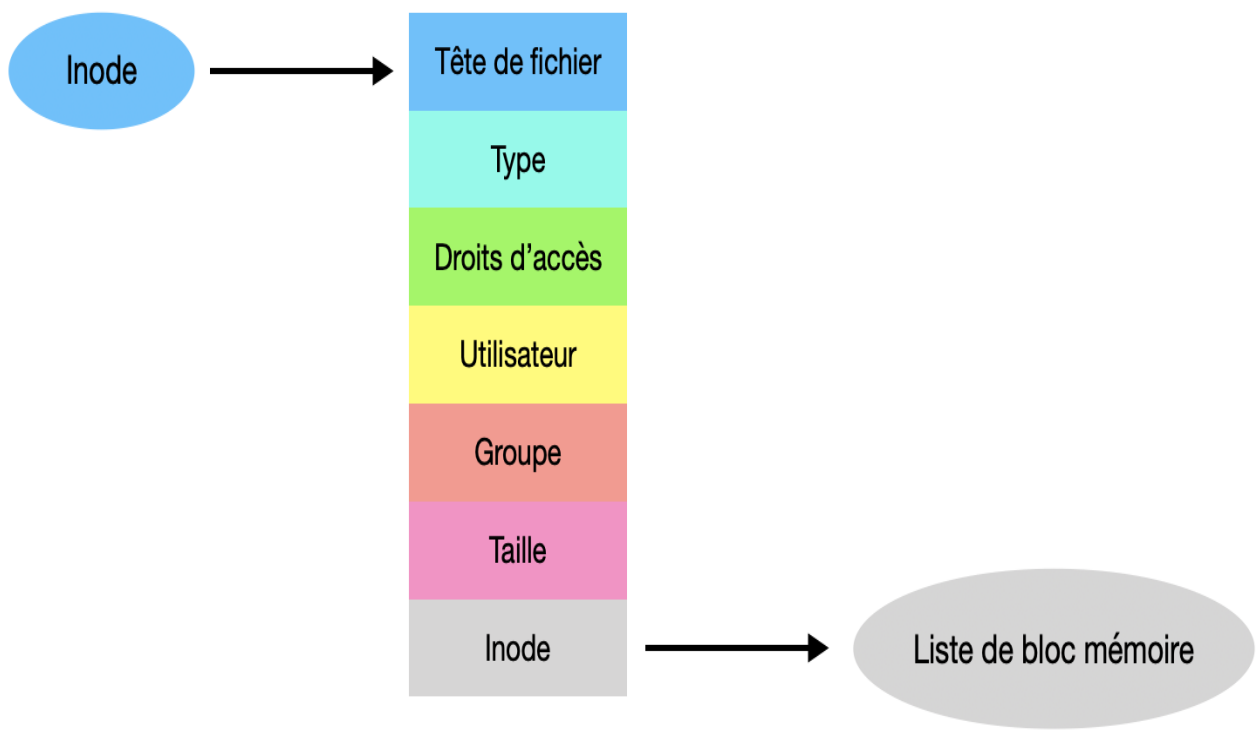 Inode
Tête de fichier
Type
Droits d'accès
Utilisateur
Groupe
Taille
Inode
Liste de bloc mémoire